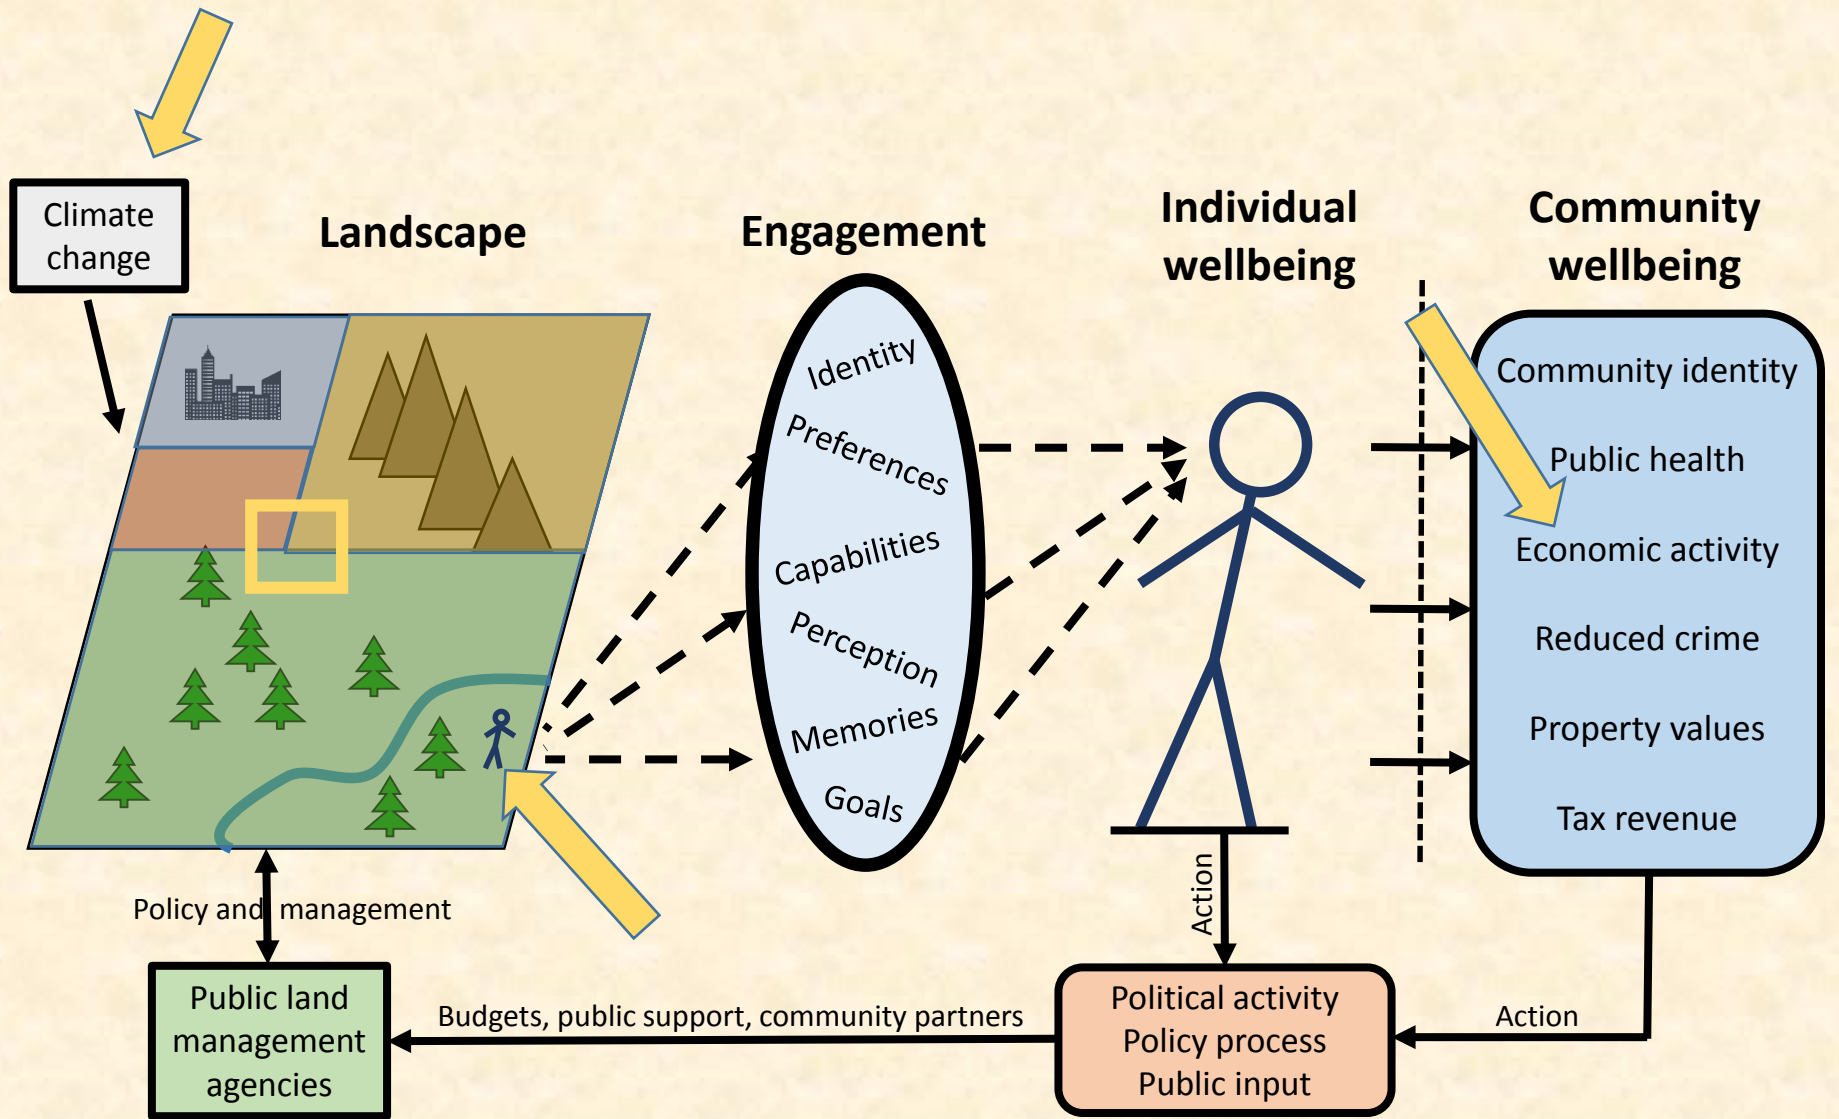 Climate
change
Landscape
Engagement
Individual
wellbeing
Community
wellbeing
Identity
Preferences
Capabilities
Perception
Memories
Goals
Community identity
Public health
Economic activity
Reduced crime
Property values
Tax revenue
Policy and management
Action
Public land
management
agencies
Budgets, public support, community partners
Political activity
Policy process
Public input
Action